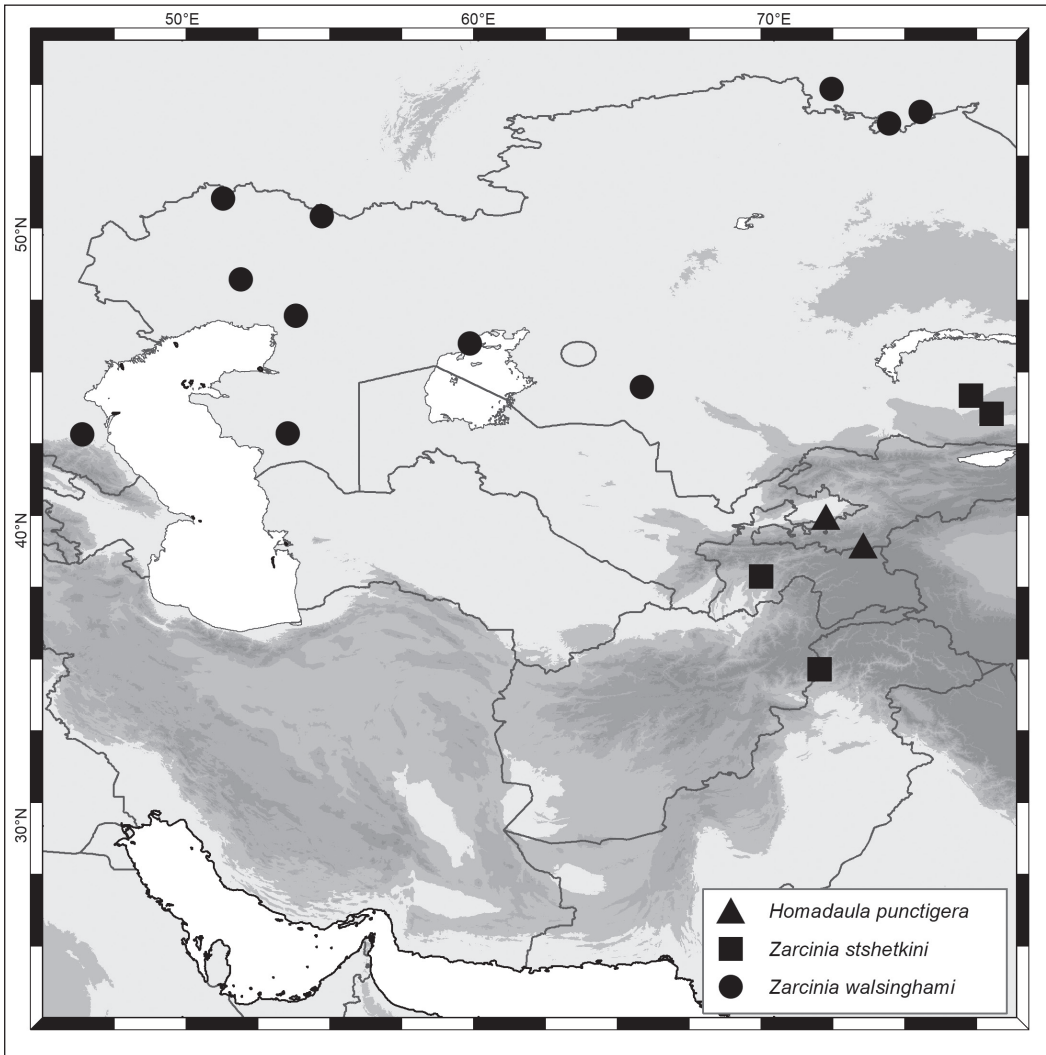 50°E
60°E
70°E
50°N
40°N
30°N
Homadaula punctigera
Zarcinia stshetkini
Zarcinia walsinghami